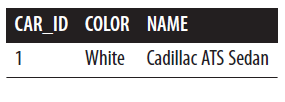 CAR_ID COLOR NAME
1 White Cadillac ATS Sedan